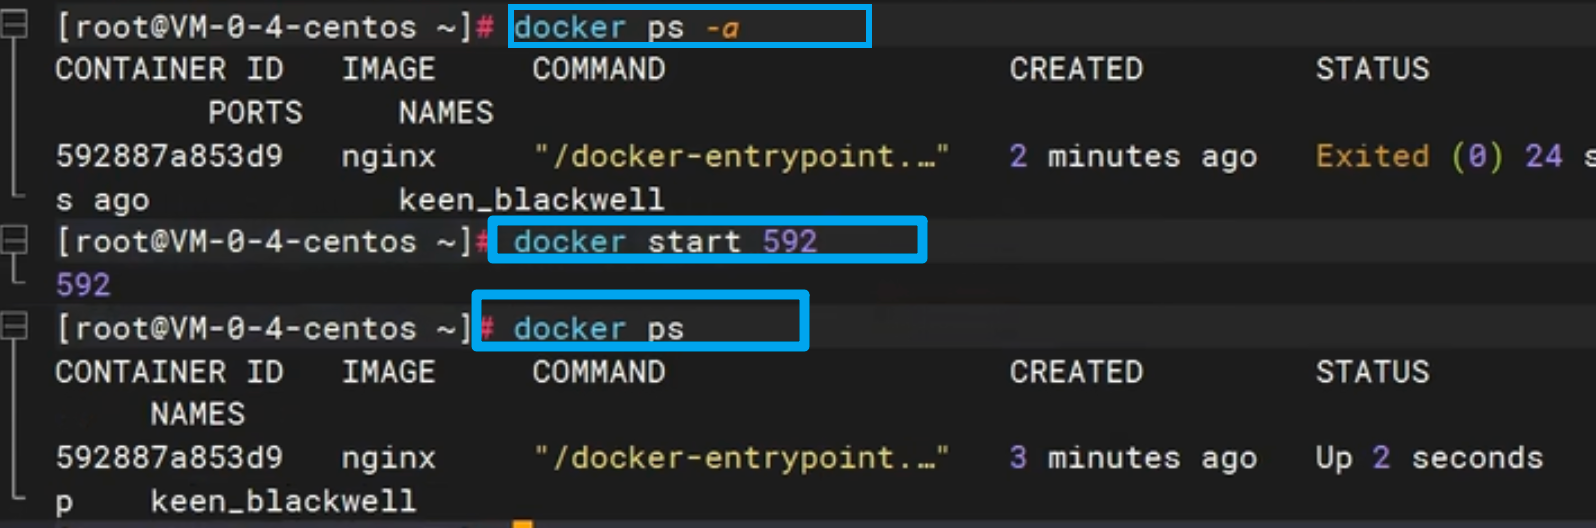 [root@VM-0-4-centos ~]# docker ps -a
CONTAINER ID   IMAGE     COMMAND                  CREATED         STATUS
        PORTS     NAMES
592887a853d9   nginx     "/docker-entrypoint.…"   2 minutes ago   Exited (0) 24 s
s ago             keen_blackwell
[root@VM-0-4-centos ~]# docker start 592
592
[root@VM-0-4-centos ~]# docker ps
CONTAINER ID   IMAGE     COMMAND                  CREATED         STATUS
     NAMES
592887a853d9   nginx     "/docker-entrypoint.…"   3 minutes ago   Up 2 seconds
p    keen_blackwell